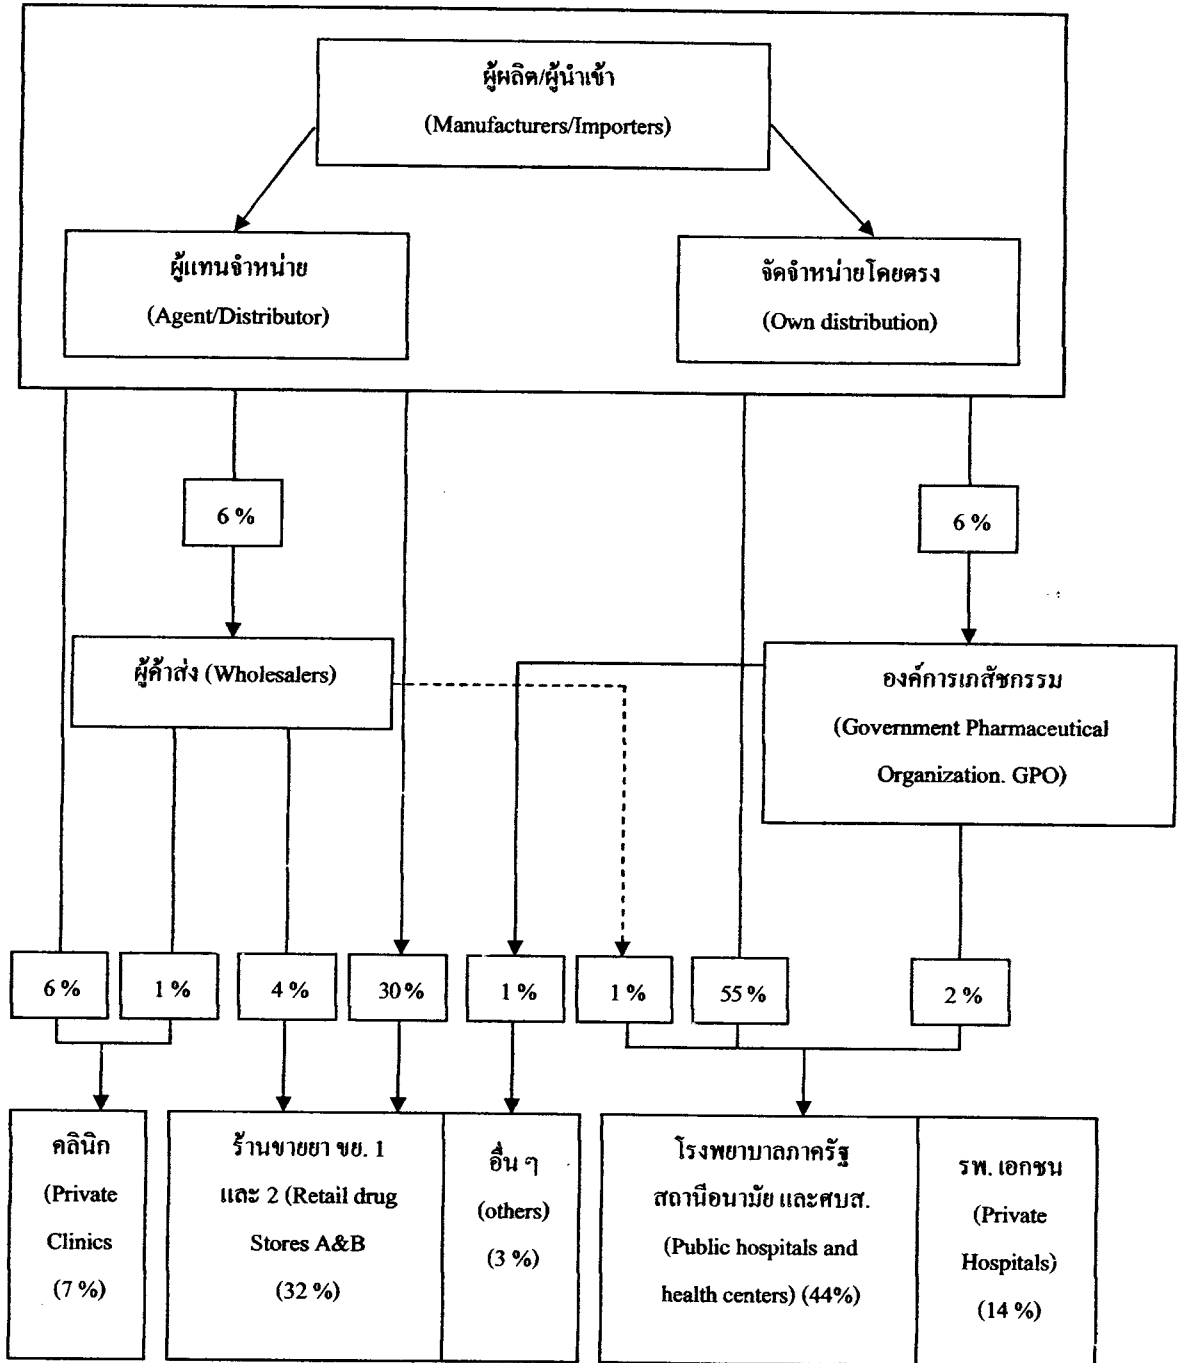 ผู้ผลิต/ผู้นำเข้า
(Manufacturers/Importers)
ผู้แทนจำหน่าย
(Agent/Distributor)
จัดจำหน่ายโดยตรง
(Own distribution)
6 %
6 %
ผู้ค้าส่ง (Wholesalers)
องค์การเภสัชกรรม
(Government Pharmaceutical
Organization. GPO)
6 %
1 %
4 %
30 %
1 %
1 %
55 %
2 %
คลินิก
(Private
Clinics
(7 %)
ร้านขายยา ขย. 1
และ 2 (Retail drug
Stores A&B
(32 %)
อื่น ๆ
(others)
(3 %)
โรงพยาบาลภาครัฐ
สถานีอนามัย และศบส.
(Public hospitals and
health centers) (44%)
รพ. เอกชน
(Private
Hospitals)
(14 %)